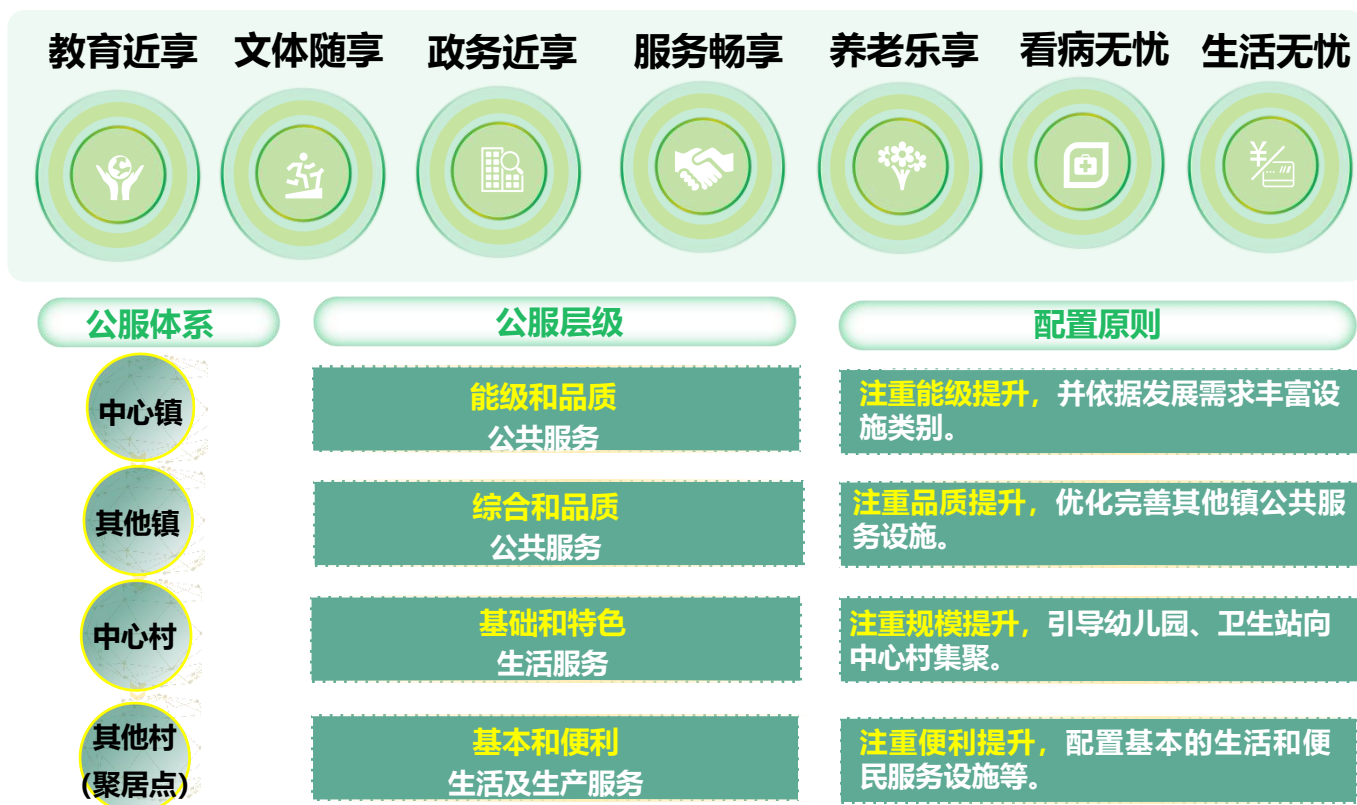 教育近享 文体随享 政务近享 服务畅享 养老乐享 看病无忧 生活无忧
公服体系 公服层级 配置原则
中心镇
能级和品质
公共服务
注重能级提升，并依据发展需求丰富设
施类别。
其他镇
综合和品质
公共服务
注重品质提升，优化完善其他镇公共服
务设施。
中心村
基础和特色
生活服务
注重规模提升，引导幼儿园、卫生站向
中心村集聚。
其他村
(聚居点)
基本和便利
生活及生产服务
注重便利提升，配置基本的生活和便
民服务设施等。